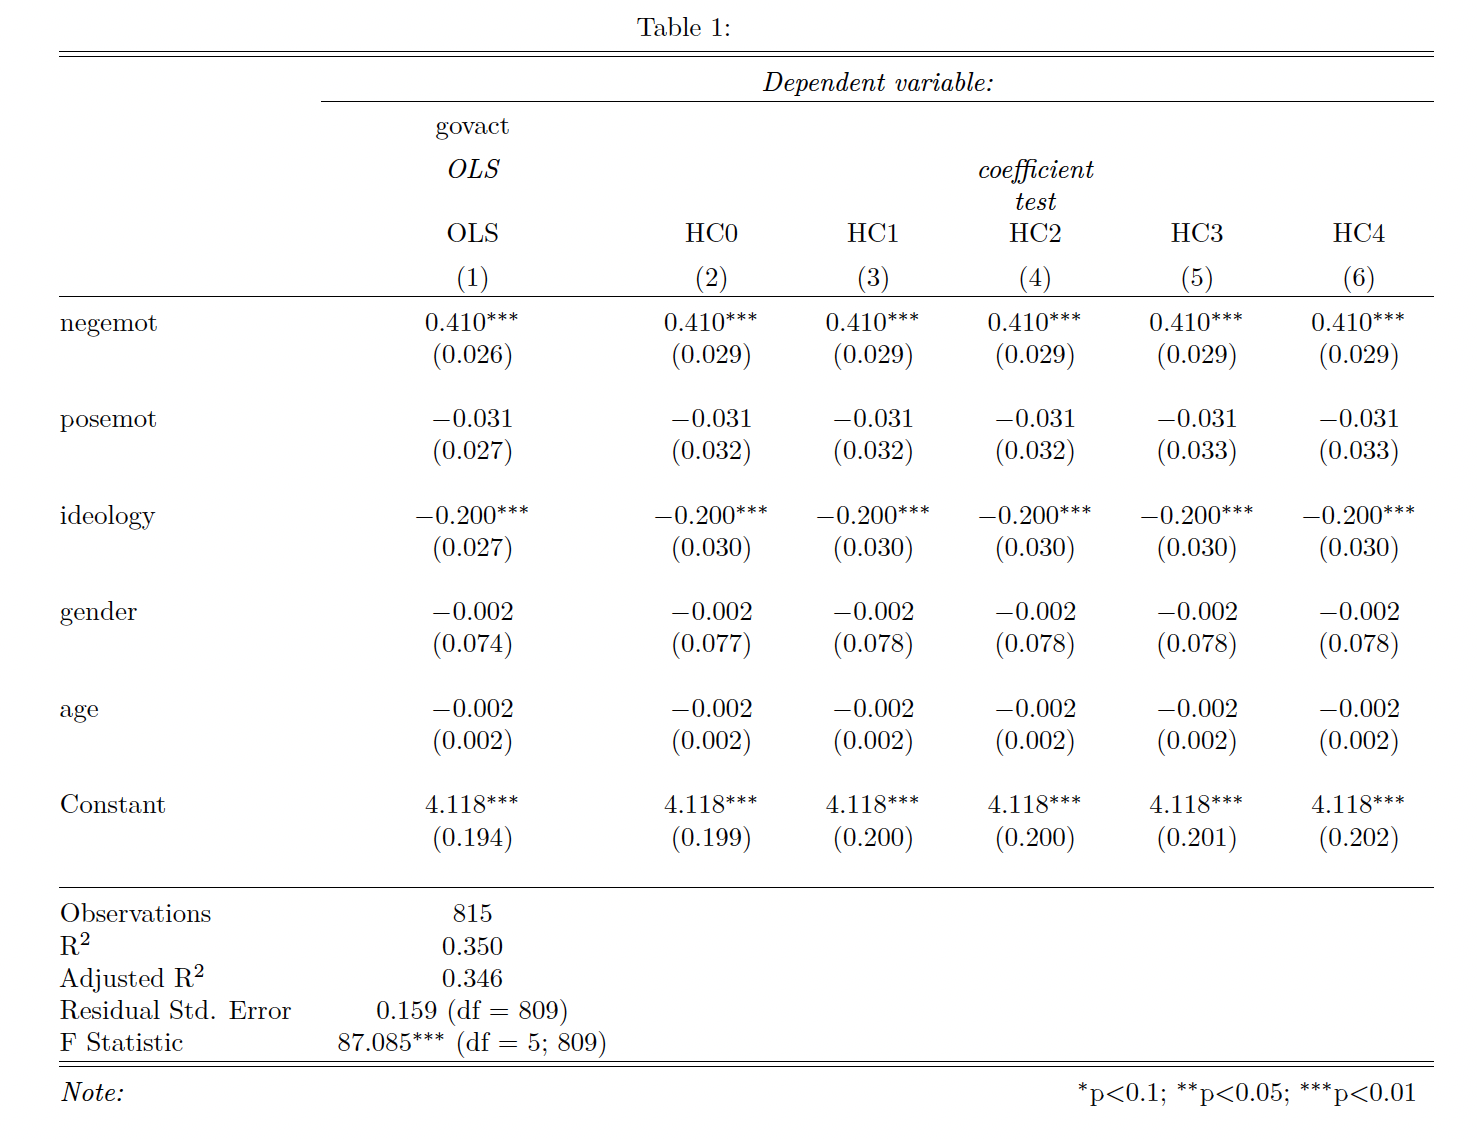 Table 1:
Dependent variable:
govact
OLS coefficient
test
OLS HC0 HC1 HC2 HC3 HC4
(1) (2) (3) (4) (5) (6)
negemot 0.410*** 0.410*** 0.410*** 0.410*** 0.410*** 0.410***
(0.026) (0.029) (0.029) (0.029) (0.029) (0.029)
posemot −0.031 −0.031 −0.031 −0.031 −0.031 −0.031
(0.027) (0.032) (0.032) (0.032) (0.033) (0.033)
ideology −0.200*** −0.200*** −0.200*** −0.200*** −0.200*** −0.200***
(0.027) (0.030) (0.030) (0.030) (0.030) (0.030)
gender −0.002 −0.002 −0.002 −0.002 −0.002 −0.002
(0.074) (0.077) (0.078) (0.078) (0.078) (0.078)
age −0.002 −0.002 −0.002 −0.002 −0.002 −0.002
(0.002) (0.002) (0.002) (0.002) (0.002) (0.002)
Constant 4.118*** 4.118*** 4.118*** 4.118*** 4.118*** 4.118***
(0.194) (0.199) (0.200) (0.200) (0.201) (0.202)
Observations 815
R² 0.350
Adjusted R² 0.346
Residual Std. Error 0.159 (df = 809)
F Statistic 87.085*** (df = 5; 809)
Note: *p<0.1; **p<0.05; ***p<0.01